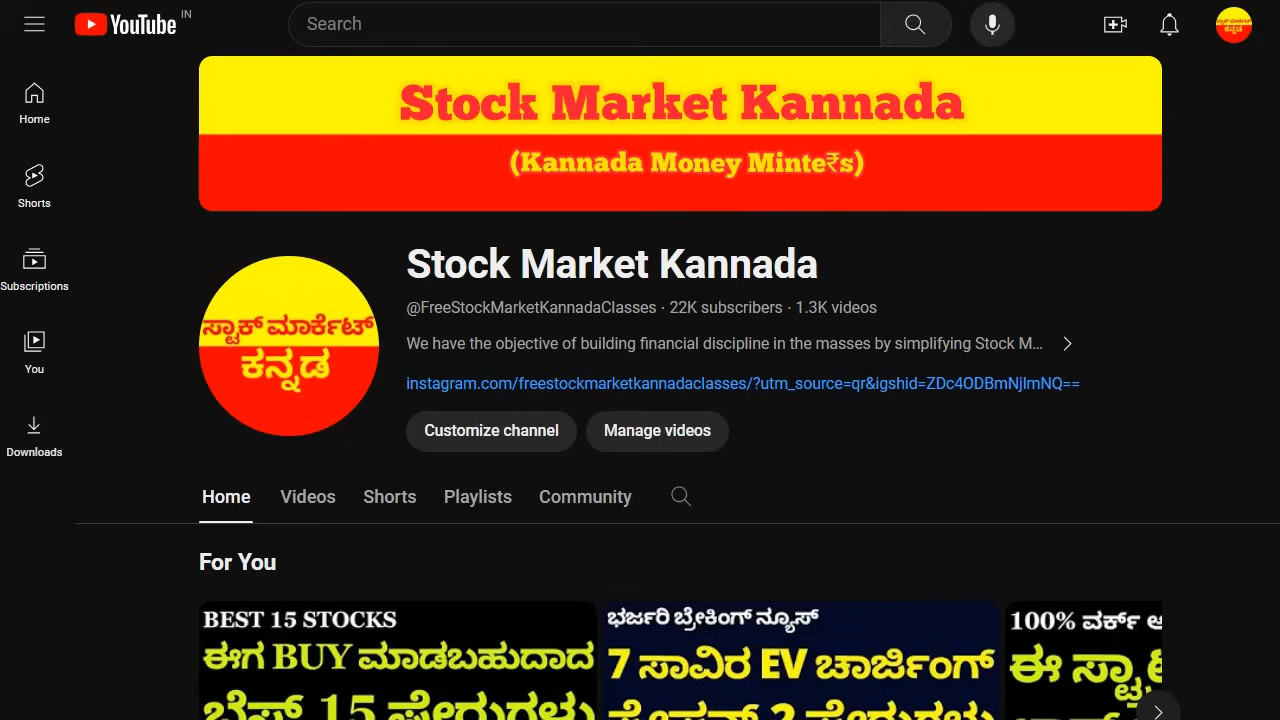 YouTube IN
Search
Home
Shorts
Subscriptions
You
Downloads
Stock Market Kannada
(Kannada Money Minte₹s)
ಸ್ಟಾಕ್ ಮಾರ್ಕೆಟ್
ಕನ್ನಡ
Stock Market Kannada
@FreeStockMarketKannadaClasses · 22K subscribers · 1.3K videos
We have the objective of building financial discipline in the masses by simplifying Stock M...
instagram.com/freestockmarketkannadaclasses/?utm_source=qr&igshid=ZDc4ODBmNjlmNQ==
Customize channel Manage videos
Home Videos Shorts Playlists Community
For You
BEST 15 STOCKS
ಈಗ BUY ಮಾಡಬಹುದಾದ
ಬೆಸ್ಟ್ 15 ಷೇರುಗಳು
ಭರ್ಜರಿ ಬ್ರೇಕಿಂಗ್ ನ್ಯೂಸ್
7 ಸಾವಿರ EV ಚಾರ್ಜಿಂಗ್
100% ವರ್ಕ್
ಈ